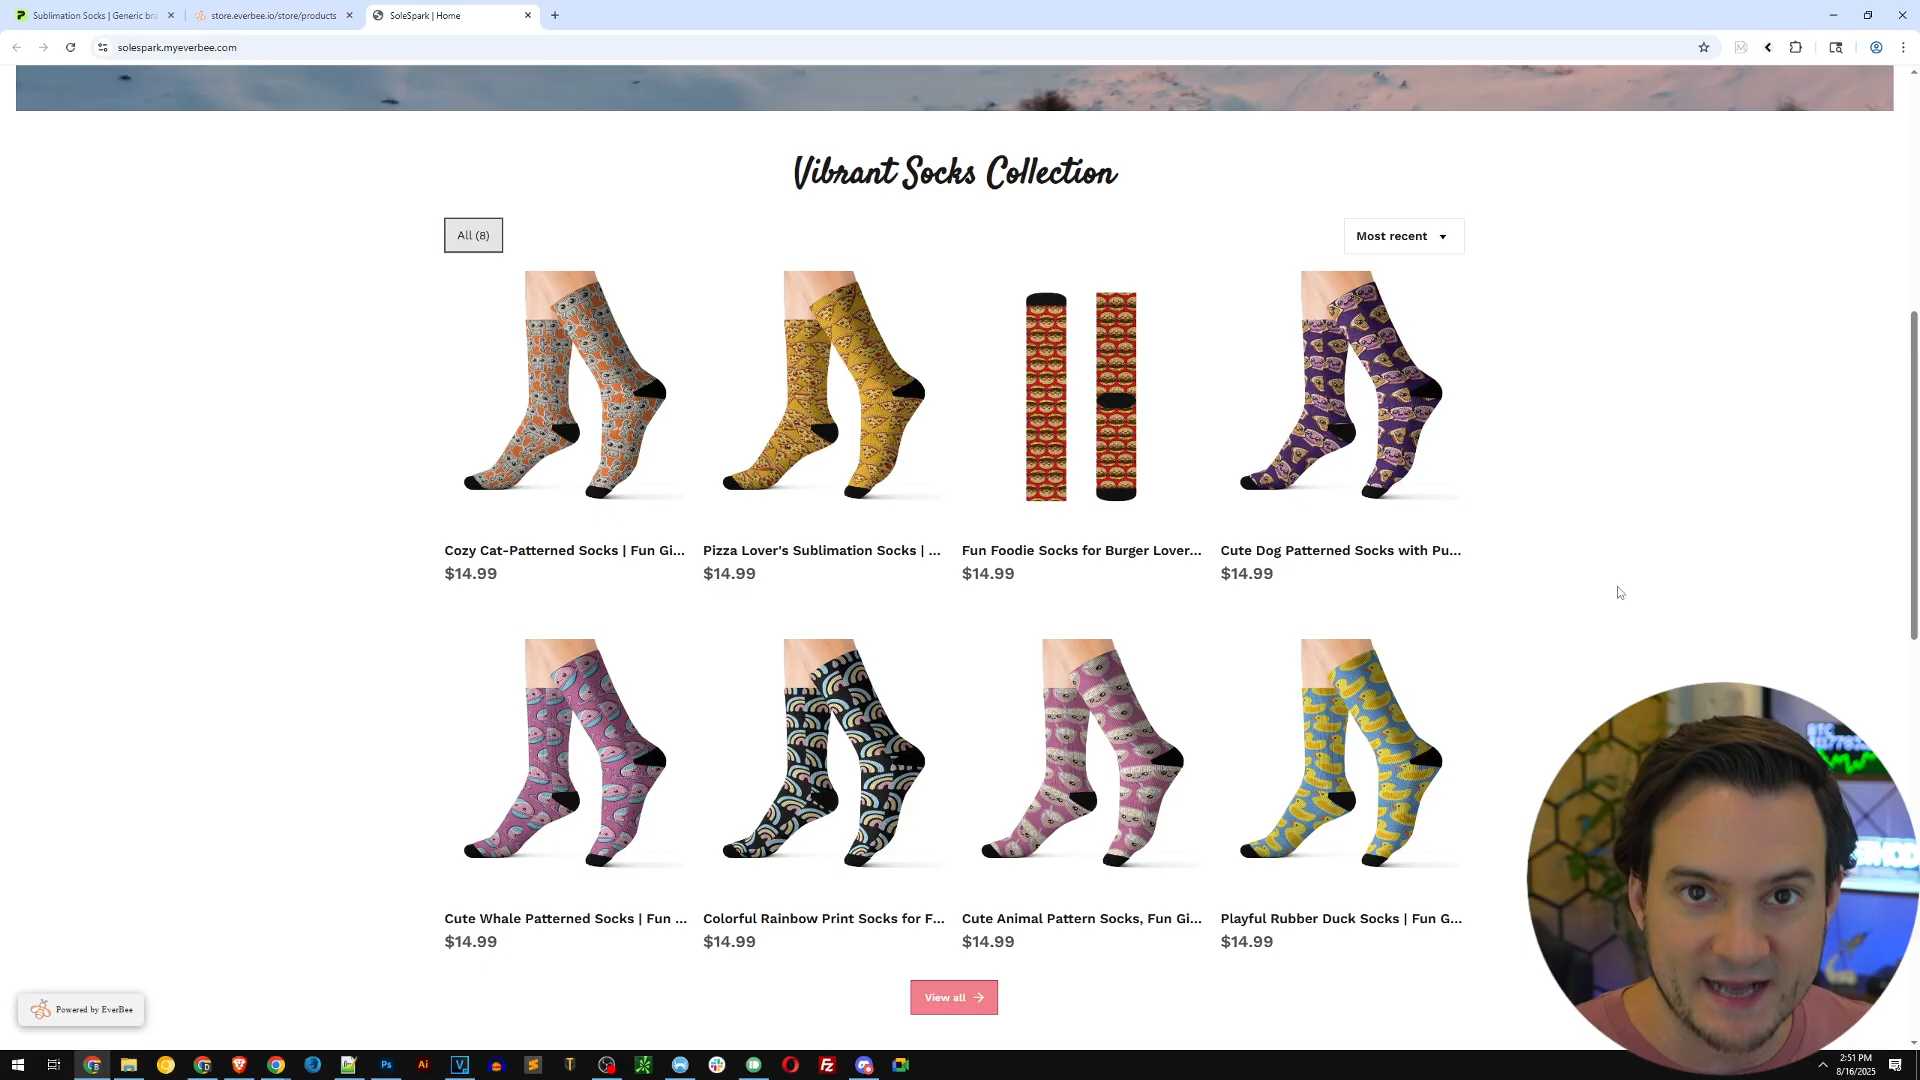 Sublimation Socks | Generic bra
store.everbee.io/store/products
SoleSpark | Home
solespark.myeverbee.com
Vibrant Socks Collection
All (8)
Most recent
Cozy Cat-Patterned Socks | Fun Gi...
Pizza Lover's Sublimation Socks | ...
Fun Foodie Socks for Burger Lover...
Cute Dog Patterned Socks with Pu...
$14.99
$14.99
$14.99
$14.99
Cute Whale Patterned Socks | Fun ...
Colorful Rainbow Print Socks for F...
Cute Animal Pattern Socks, Fun Gi...
Playful Rubber Duck Socks | Fun G...
$14.99
$14.99
$14.99
$14.99
View all
Powered by EverBee
2:51 PM
8/16/2025